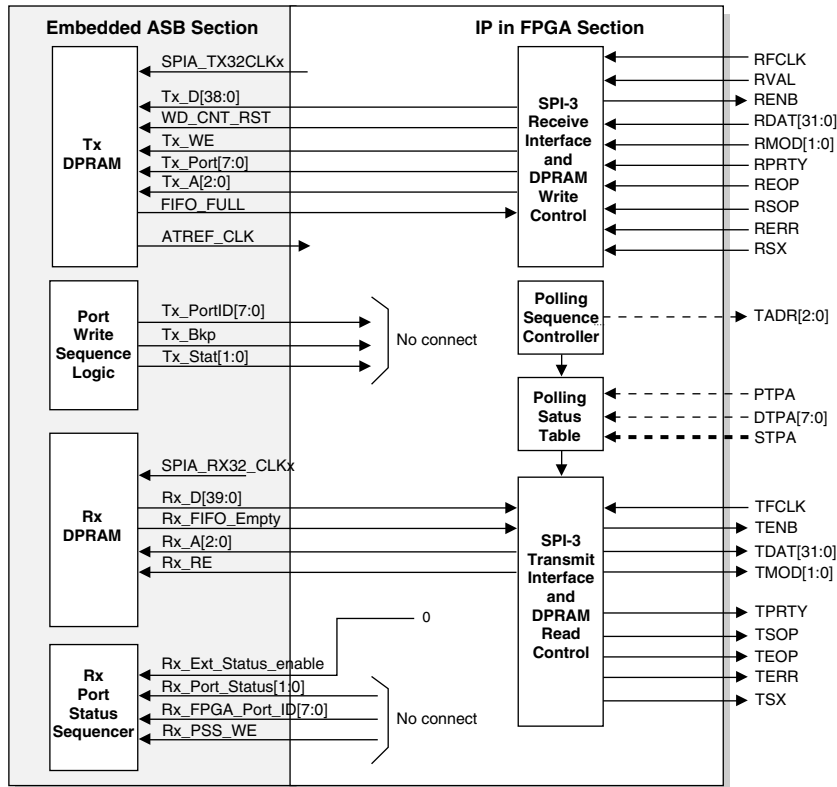 Embedded ASB Section
IP in FPGA Section
SPIA_TX32CLKx
Tx_D[38:0]
WD_CNT_RST
Tx_WE
Tx_Port[7:0]
Tx_A[2:0]
FIFO_FULL
ATREF_CLK
Tx
DPRAM
SPI-3
Receive
Interface
and
DPRAM
Write
Control
RFCLK
RVAL
RENB
RDAT[31:0]
RMOD[1:0]
RPRTY
REOP
RSOP
RERR
RSX
Port
Write
Sequence
Logic
Tx_PortID[7:0]
Tx_Bkp
Tx_Stat[1:0]
No connect
Polling
Sequence
Controller
TADR[2:0]
Polling
Satus
Table
PTPA
DTPA[7:0]
STPA
Rx
DPRAM
SPIA_RX32_CLKx
Rx_D[39:0]
Rx_FIFO_Empty
Rx_A[2:0]
Rx_RE
SPI-3
Transmit
Interface
and
DPRAM
Read
Control
TFCLK
TENB
TDAT[31:0]
TMOD[1:0]
TPRTY
TSOP
TEOP
TERR
TSX
0
Rx
Port
Status
Sequencer
Rx_Ext_Status_enable
Rx_Port_Status[1:0]
Rx_FPGA_Port_ID[7:0]
Rx_PSS_WE
No connect